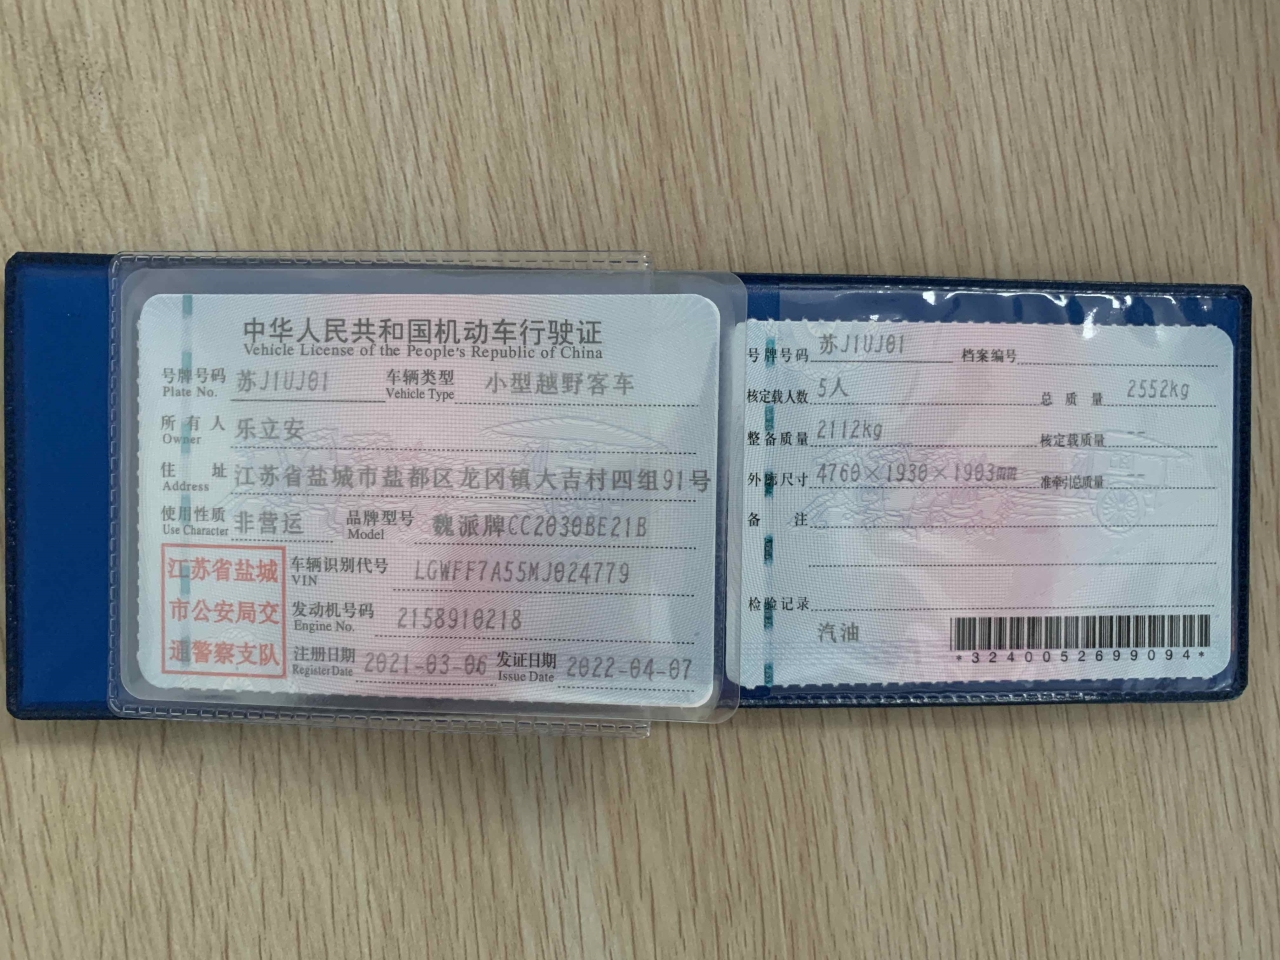 中华人民共和国机动车行驶证
Vehicle License of the People's Republic of China
号牌号码 苏J1UJ01 车辆类型 小型越野客车
Plate No. Vehicle Type
所有人 乐立安
Owner
住址 江苏省盐城市盐都区龙冈镇大吉村四组91号
Address
使用性质 非营运 品牌型号 魏派牌CC2030BE21B
Use Character Model
江苏省盐城
市公安局交
通警察支队
车辆识别代号 LGWFF7A55MJ024779
VIN
发动机号码 2158910218
Engine No.
注册日期 2021-03-06 发证日期 2022-04-07
Register Date Issue Date
号牌号码 苏J1UJ01 档案编号
核定载人数 5人 总质量 2552kg
整备质量 2112kg 核定载质量 --
外廓尺寸 4760×1930×1903mm 准牵引总质量 --
备注
检验记录
汽油
*3240052699094*